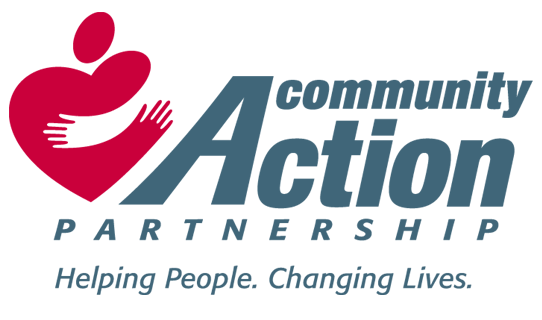 community
Action
PARTNERSHIP
Helping People. Changing Lives.